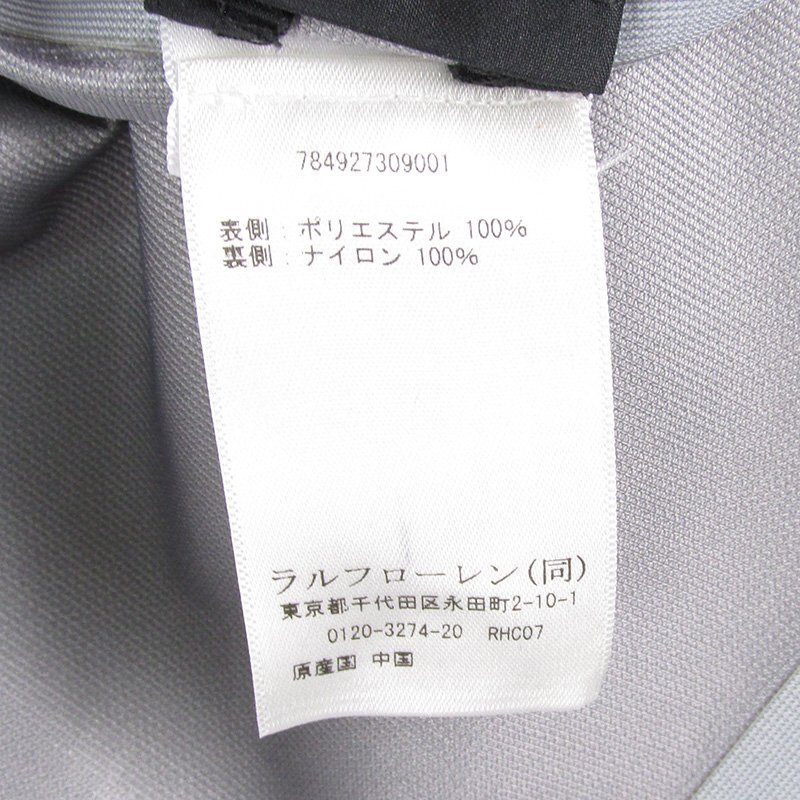 784927309001
表側 : ポリエステル 100%
裏側 : ナイロン 100%
ラルフローレン(同)
東京都千代田区永田町2-10-1
0120-3274-20 RHC07
原産国 中国